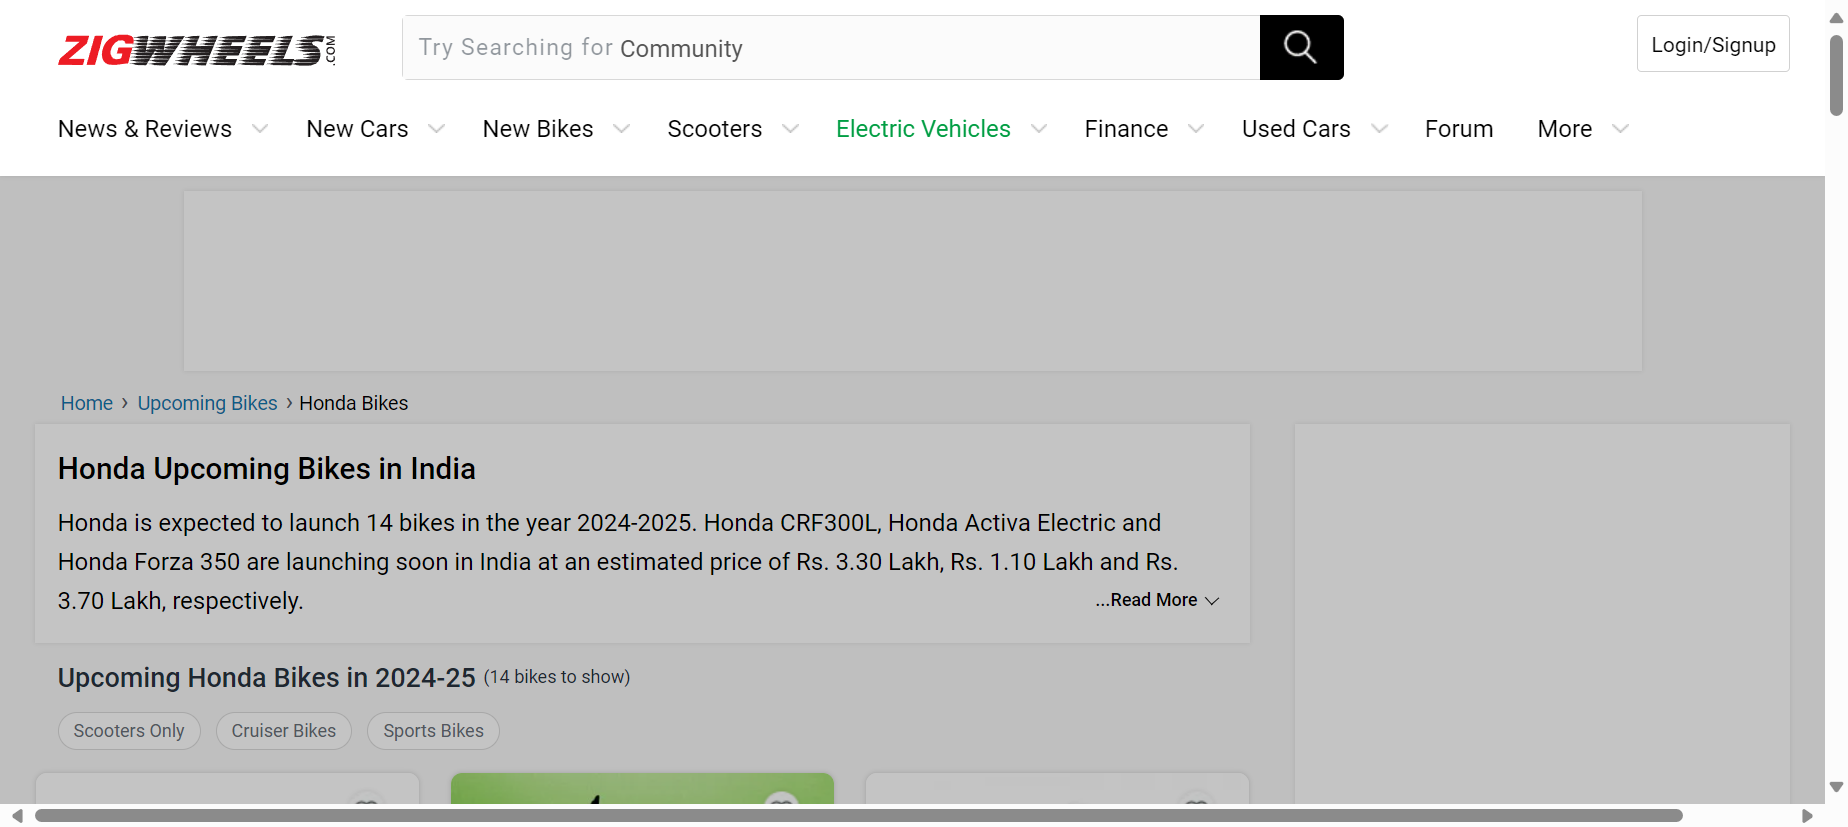 ZIGWHEELS.COM
Try Searching for Community
Login/Signup
News & Reviews New Cars New Bikes Scooters Electric Vehicles Finance Used Cars Forum More
Home › Upcoming Bikes › Honda Bikes
Honda Upcoming Bikes in India
Honda is expected to launch 14 bikes in the year 2024-2025. Honda CRF300L, Honda Activa Electric and
Honda Forza 350 are launching soon in India at an estimated price of Rs. 3.30 Lakh, Rs. 1.10 Lakh and Rs.
3.70 Lakh, respectively.
...Read More
Upcoming Honda Bikes in 2024-25 (14 bikes to show)
Scooters Only Cruiser Bikes Sports Bikes